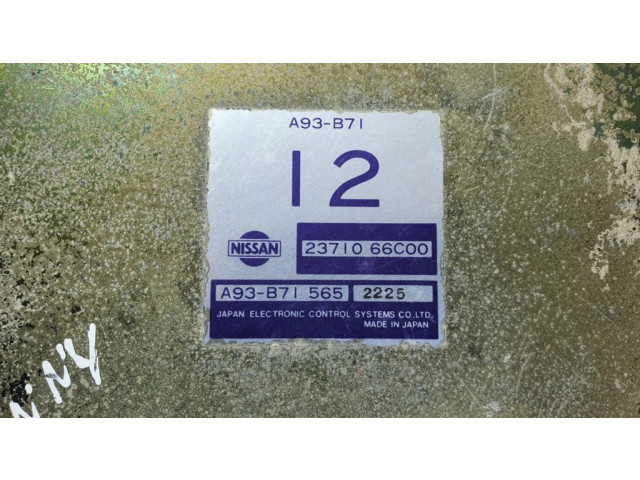 A93-B71
12
NISSAN
23710 66C00
A93-B71 565 2225
JAPAN ELECTRONIC CONTROL SYSTEMS CO.,LTD.
MADE IN JAPAN